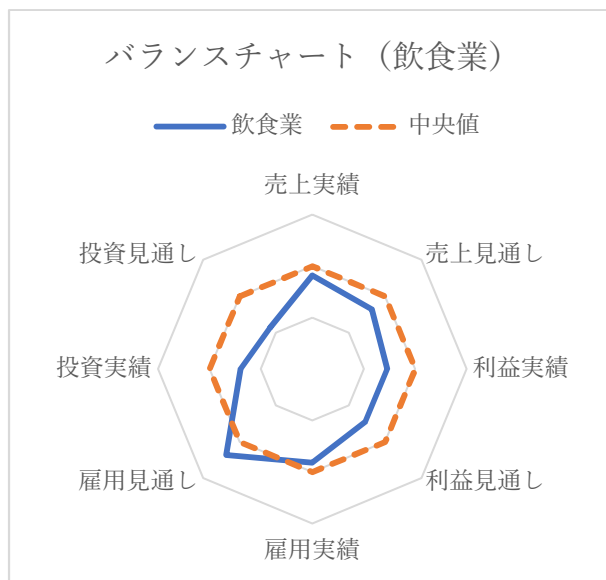 バランスチャート（飲食業）
飲食業 中央値
売上実績
投資見通し 売上見通し
投資実績 利益実績
雇用見通し 利益見通し
雇用実績